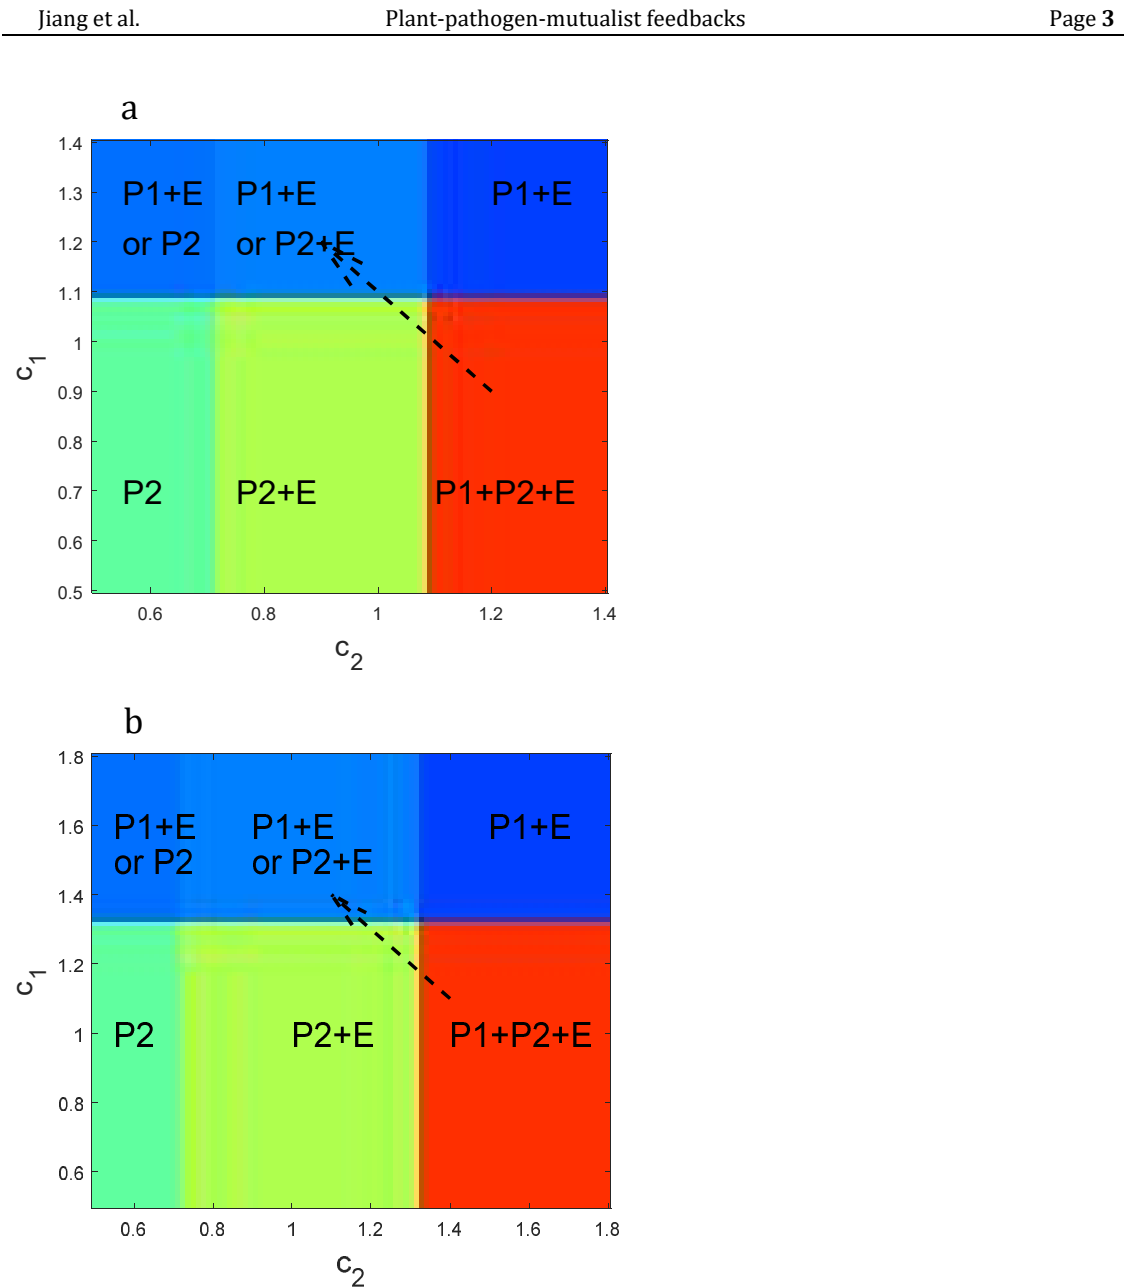 Jiang et al. Plant-pathogen-mutualist feedbacks Page 3
a
1.4
1.3
1.2
1.1
1
0.9
0.8
0.7
0.6
0.5
c1
P1+E P1+E P1+E
or P2 or P2+E
P2 P2+E P1+P2+E
0.6 0.8 1 1.2 1.4
c2
b
1.8
1.6
1.4
1.2
1
0.8
0.6
c1
P1+E P1+E P1+E
or P2 or P2+E
P2 P2+E P1+P2+E
0.6 0.8 1 1.2 1.4 1.6 1.8
c2